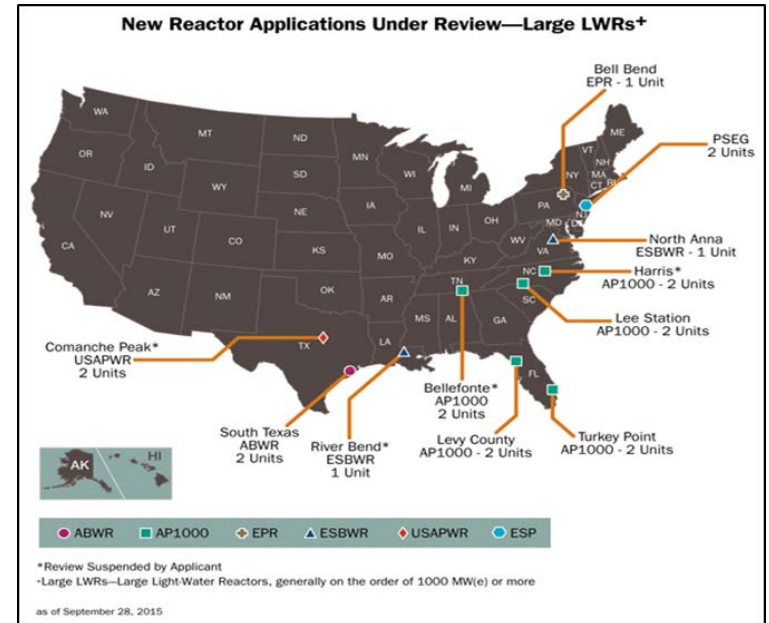 New Reactor Applications Under Review—Large LWRs+
Bell Bend
EPR - 1 Unit
PSEG
2 Units
North Anna
ESBWR - 1 Unit
Harris*
AP1000 - 2 Units
Lee Station
AP1000 - 2 Units
Comanche Peak*
USAPWR
2 Units
South Texas
ABWR
2 Units
River Bend*
ESBWR
1 Unit
Bellefonte*
AP1000
2 Units
Levy County
AP1000 - 2 Units
Turkey Point
AP1000 - 2 Units
WA
MT
ND
MN
ME
VT
NH
OR
ID
SD
WI
MI
NY
MA
CT
WY
IA
PA
NJ
NE
OH
MD
NV
UT
IL
IN
WV
VA
CO
KS
MO
KY
CA
NC
TN
OK
AR
SC
AZ
NM
MS
AL
GA
TX
LA
FL
AK
HI
ABWR AP1000 EPR ESBWR USAPWR ESP
*Review Suspended by Applicant
+Large LWRs—Large Light-Water Reactors, generally on the order of 1000 MW(e) or more
as of September 28, 2015